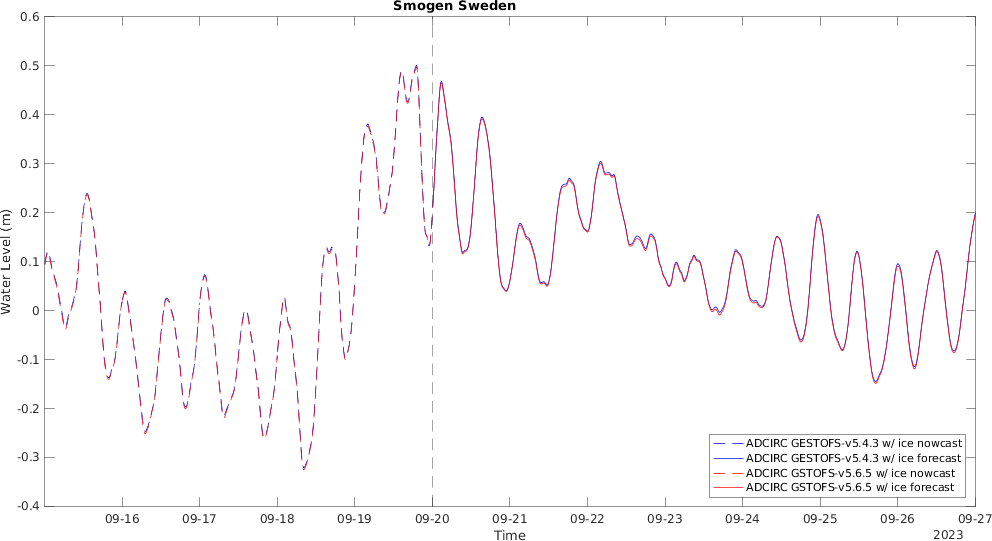 Smogen Sweden
Water Level (m)
0.6
0.5
0.4
0.3
0.2
0.1
0
-0.1
-0.2
-0.3
-0.4
09-16 09-17 09-18 09-19 09-20 09-21 09-22 09-23 09-24 09-25 09-26 09-27
Time
2023
ADCIRC GESTOFS-v5.4.3 w/ ice nowcast
ADCIRC GESTOFS-v5.4.3 w/ ice forecast
ADCIRC GSTOFS-v5.6.5 w/ ice nowcast
ADCIRC GSTOFS-v5.6.5 w/ ice forecast